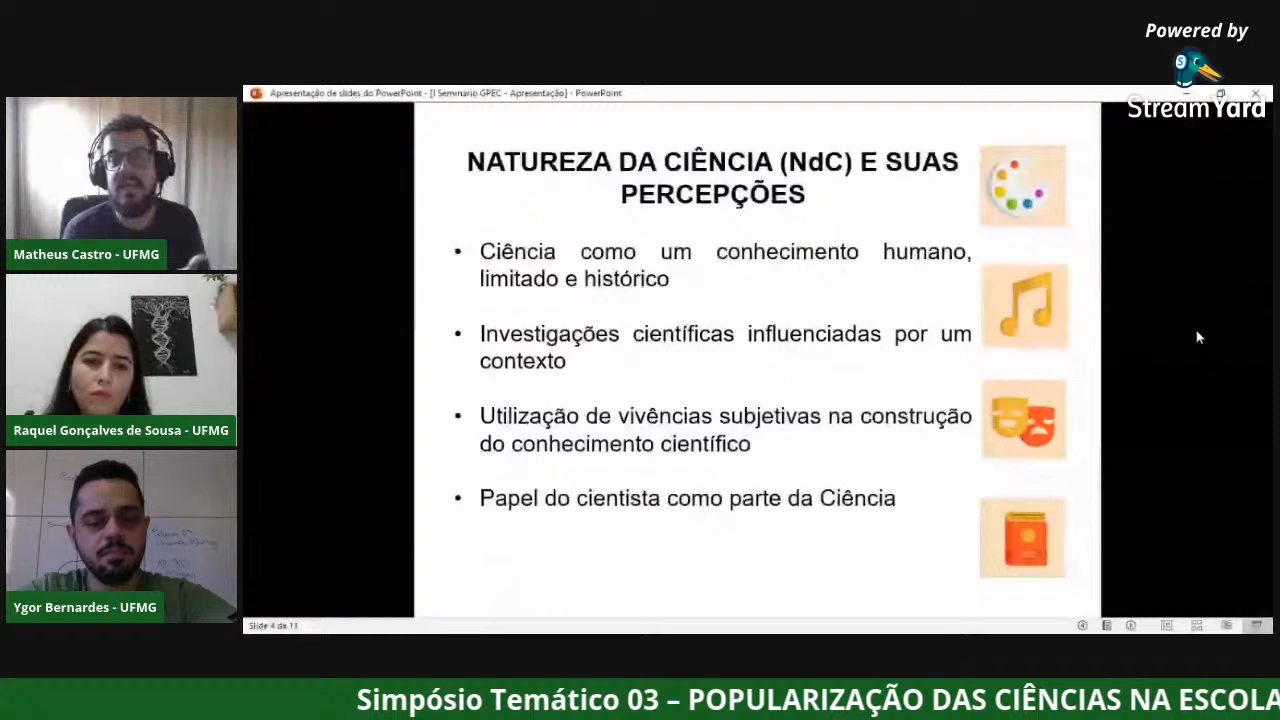 Powered by
StreamYard
Apresentação de slides do PowerPoint - [I Seminário GPEC - Apresentação] - PowerPoint
NATUREZA DA CIÊNCIA (NdC) E SUAS
PERCEPÇÕES
• Ciência como um conhecimento humano,
limitado e histórico
• Investigações científicas influenciadas por um
contexto
• Utilização de vivências subjetivas na construção
do conhecimento científico
• Papel do cientista como parte da Ciência
Slide 4 de 11
Matheus Castro - UFMG
Raquel Gonçalves de Sousa - UFMG
Ygor Bernardes - UFMG
Simpósio Temático 03 – POPULARIZAÇÃO DAS CIÊNCIAS NA ESCOLA